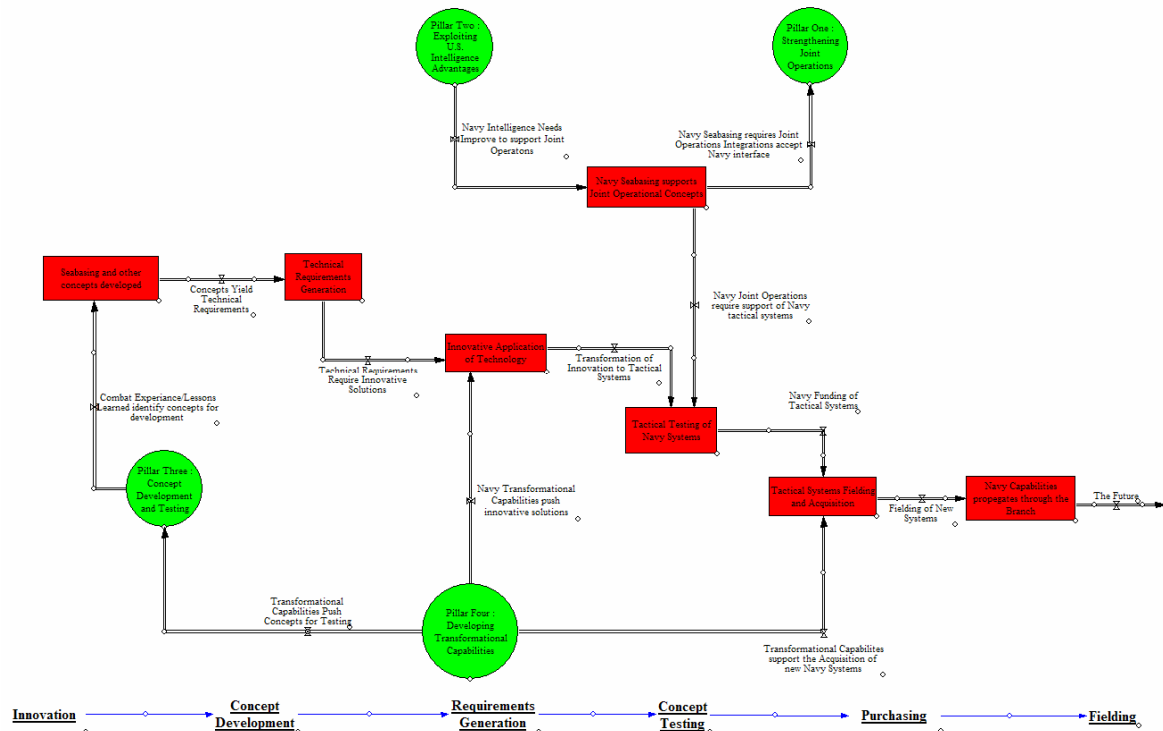 Pillar Two :
Exploiting
U.S.
Intelligence
Advantages
Pillar One :
Strengthening
Joint
Operations
Navy Intelligence Needs
Improve to support Joint
Operatons
Navy Seabasing requires Joint
Operations Integrations accept
Navy interface
Navy Seabasing supports
Joint Operational Concepts
Seabasing and other
concepts developed
Concepts Yield
Technical
Requirements
Technical
Requirements
Generation
Navy Joint Operations
require support of Navy
tactical systems
Innovative Application
of Technology
Technical Requirements
Require Innovative
Solutions
Transformation of
Innovation to Tactical
Systems
Combat Experiance/Lessons
Learned identify concepts for
development
Tactical Testing of
Navy Systems
Navy Funding of
Tactical Systems
Pillar Three :
Concept
Development
and Testing
Navy Transformational
Capabilities push
innovative solutions
Tactical Systems Fielding
and Acquisition
Fielding of New
Systems
Navy Capabilities
propegates through the
Branch
The Future
Transformational
Capabilities Push
Concepts for Testing
Pillar Four :
Developing
Transformational
Capabilities
Transformational Capabilites
support the Acquisition of
new Navy Systems
Innovation
Concept
Development
Requirements
Generation
Concept
Testing
Purchasing
Fielding